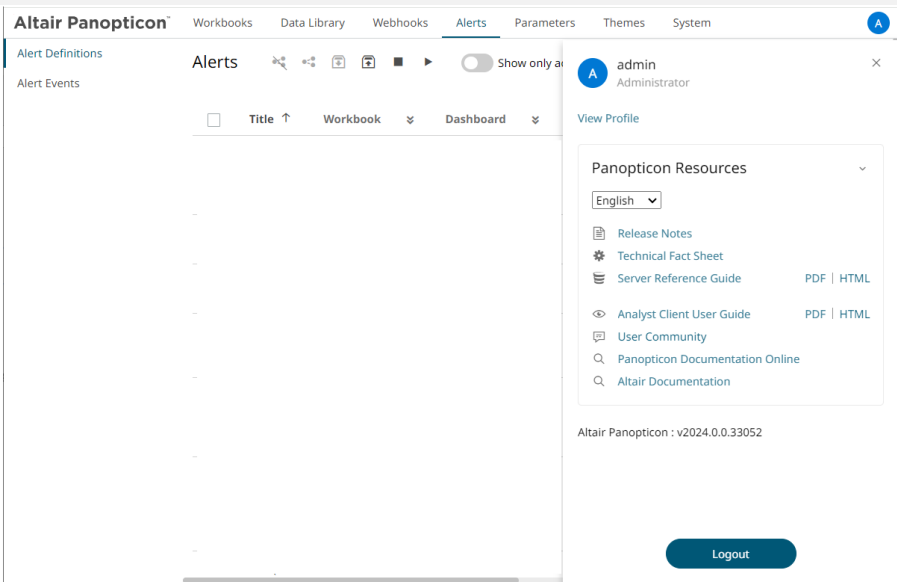 Altair Panopticon™ Workbooks Data Library Webhooks Alerts Parameters Themes System A
Alert Definitions
Alert Events
Alerts Show only
Title ↑ Workbook Dashboard
A admin
Administrator
View Profile
Panopticon Resources
English
Release Notes
Technical Fact Sheet
Server Reference Guide PDF | HTML
Analyst Client User Guide PDF | HTML
User Community
Panopticon Documentation Online
Altair Documentation
Altair Panopticon : v2024.0.0.33052
Logout